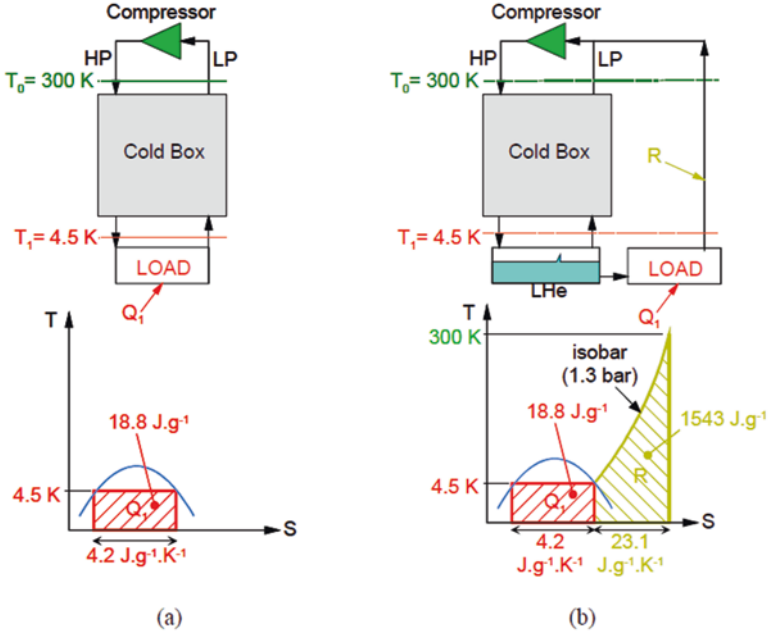 Compressor
HP
LP
T₀= 300 K
Cold Box
T₁= 4.5 K
LOAD
Q₁
T
18.8 J.g⁻¹
4.5 K
Q₁
S
4.2 J.g⁻¹.K⁻¹
(a)
Compressor
HP
LP
T₀= 300 K
R
Cold Box
T₁= 4.5 K
LOAD
LHe
Q₁
T
300 K
isobar
(1.3 bar)
18.8 J.g⁻¹
1543 J.g⁻¹
R
4.5 K
Q₁
S
4.2
J.g⁻¹.K⁻¹
23.1
J.g⁻¹.K⁻¹
(b)